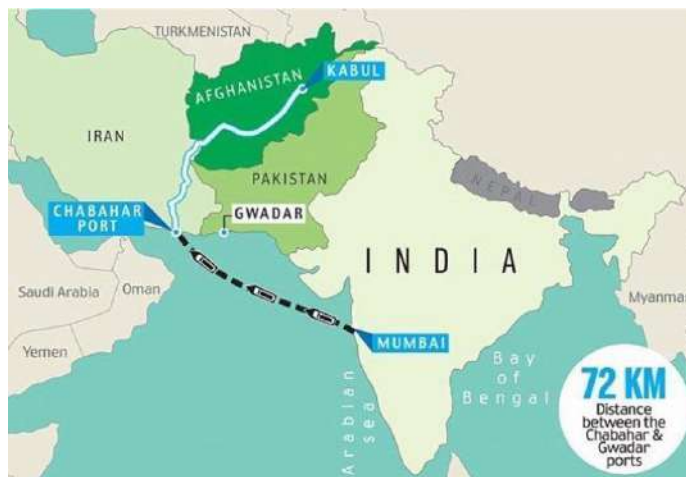 TURKMENISTAN
AFGHANISTAN
KABUL
IRAN
PAKISTAN
CHABAHAR
PORT
GWADAR
NEPAL
INDIA
Saudi Arabia
Oman
Myanmar
Yemen
MUMBAI
Arabian
sea
Bay
of
Bengal
72 KM
Distance
between the
Chabahar &
Gwadar
ports